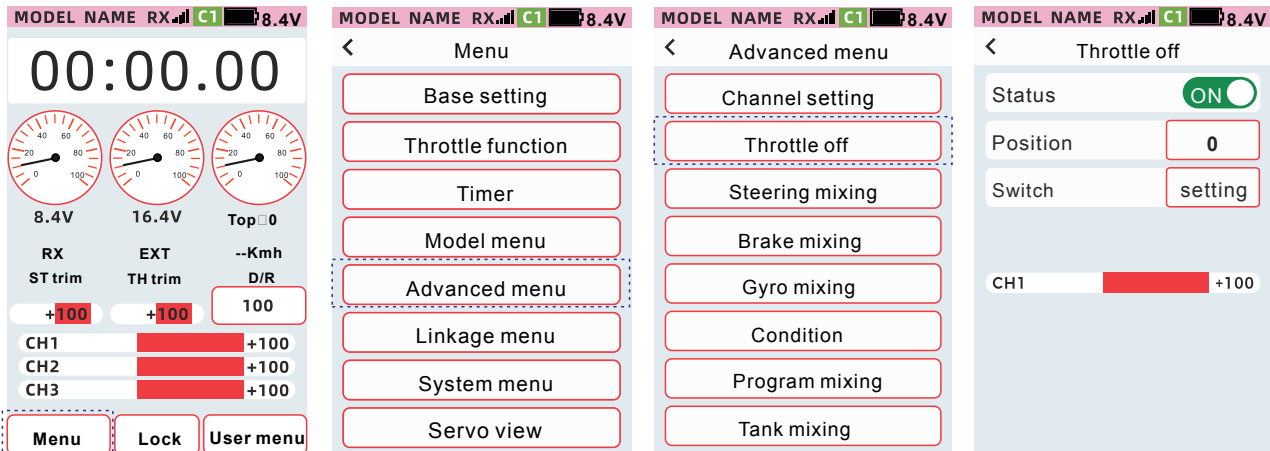 MODEL NAME RX C1 8.4V
00:00.00
20 40 60 80 0 100
20 40 60 80 0 100
20 40 60 80 0 100
8.4V 16.4V Top□0
RX EXT --Kmh
ST trim TH trim D/R
+100 +100 100
CH1 +100
CH2 +100
CH3 +100
Menu Lock User menu
MODEL NAME RX C1 8.4V
< Menu
Base setting
Throttle function
Timer
Model menu
Advanced menu
Linkage menu
System menu
Servo view
MODEL NAME RX C1 8.4V
< Advanced menu
Channel setting
Throttle off
Steering mixing
Brake mixing
Gyro mixing
Condition
Program mixing
Tank mixing
MODEL NAME RX C1 8.4V
< Throttle off
Status ON
Position 0
Switch setting
CH1 +100